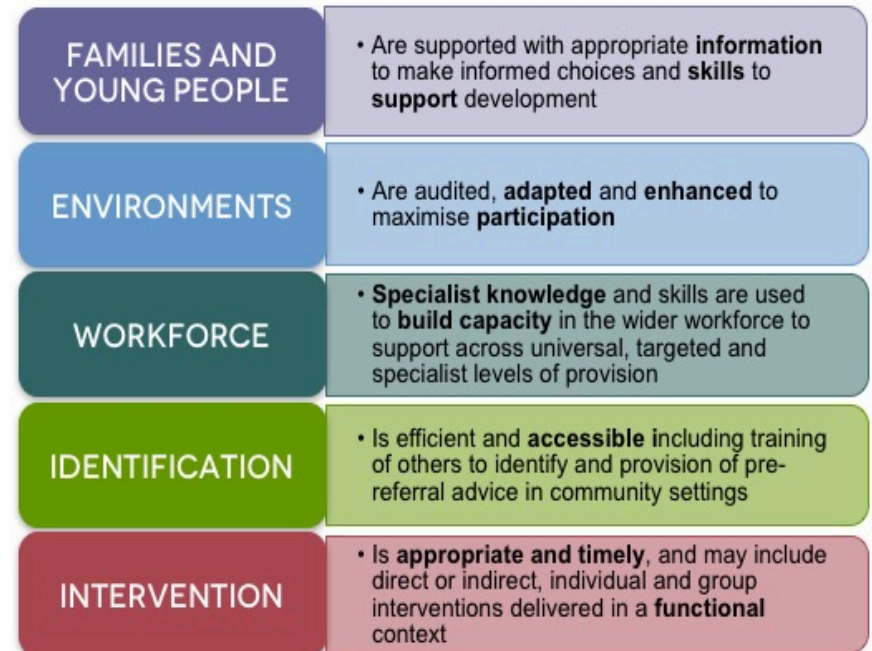 FAMILIES AND
YOUNG PEOPLE
• Are supported with appropriate information
to make informed choices and skills to
support development
ENVIRONMENTS
• Are audited, adapted and enhanced to
maximise participation
WORKFORCE
• Specialist knowledge and skills are used
to build capacity in the wider workforce to
support across universal, targeted and
specialist levels of provision
IDENTIFICATION
• Is efficient and accessible including training
of others to identify and provision of pre-
referral advice in community settings
INTERVENTION
• Is appropriate and timely, and may include
direct or indirect, individual and group
interventions delivered in a functional
context